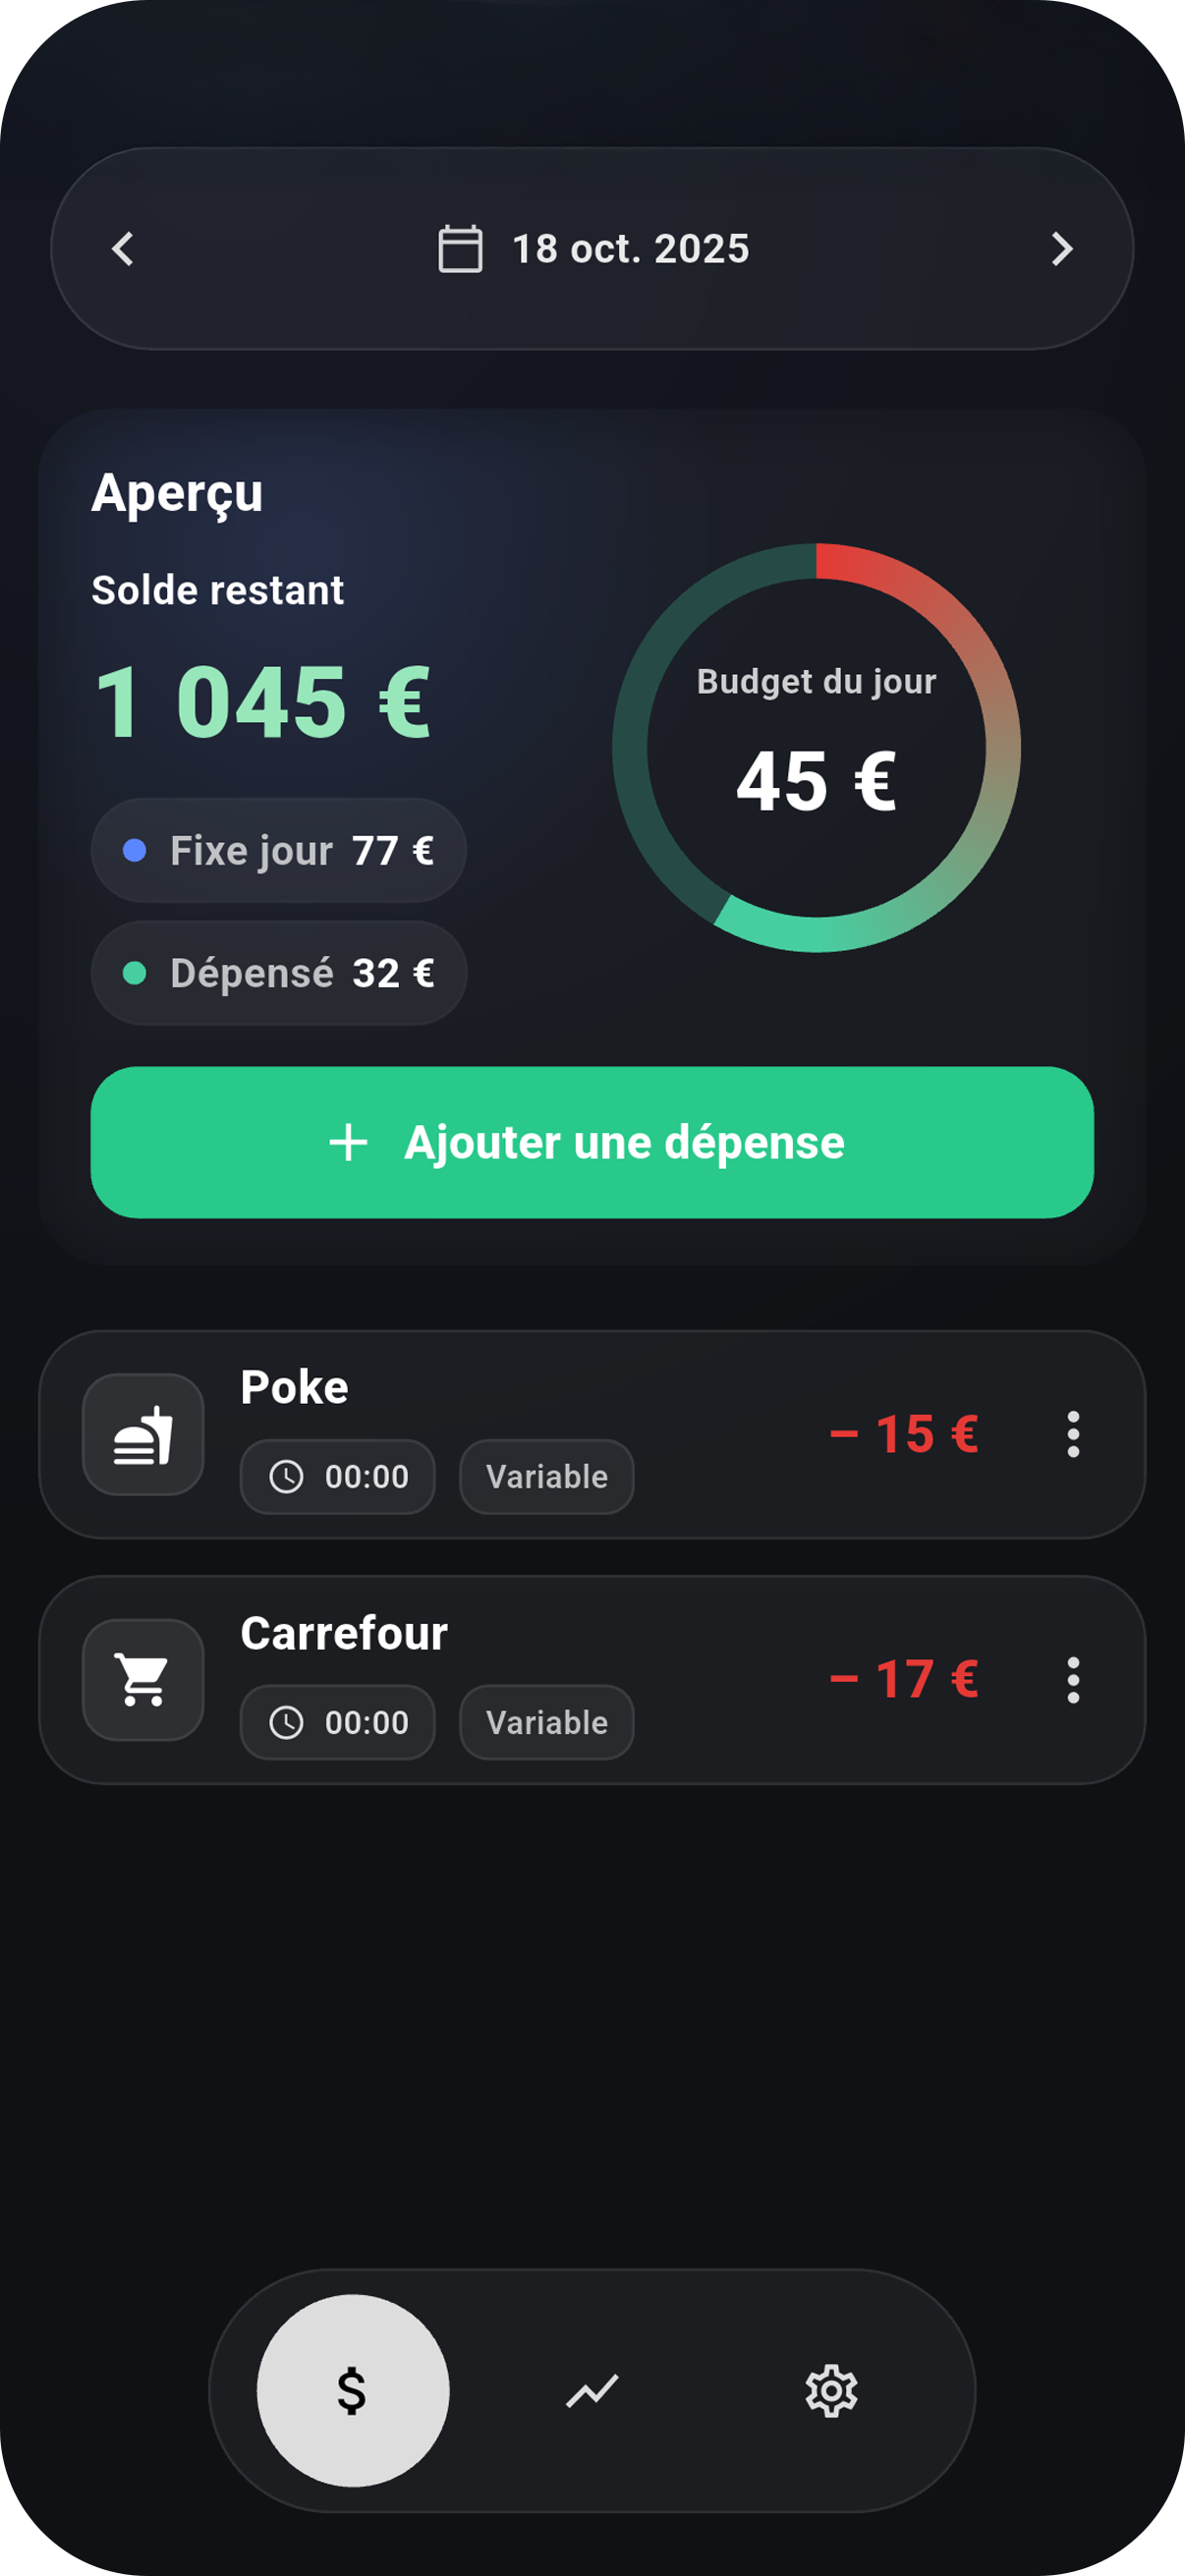 18 oct. 2025
Aperçu
Solde restant
1 045 €
Fixe jour 77 €
Dépensé 32 €
Budget du jour
45 €
+ Ajouter une dépense
Poke
00:00 Variable
– 15 €
Carrefour
00:00 Variable
– 17 €
$